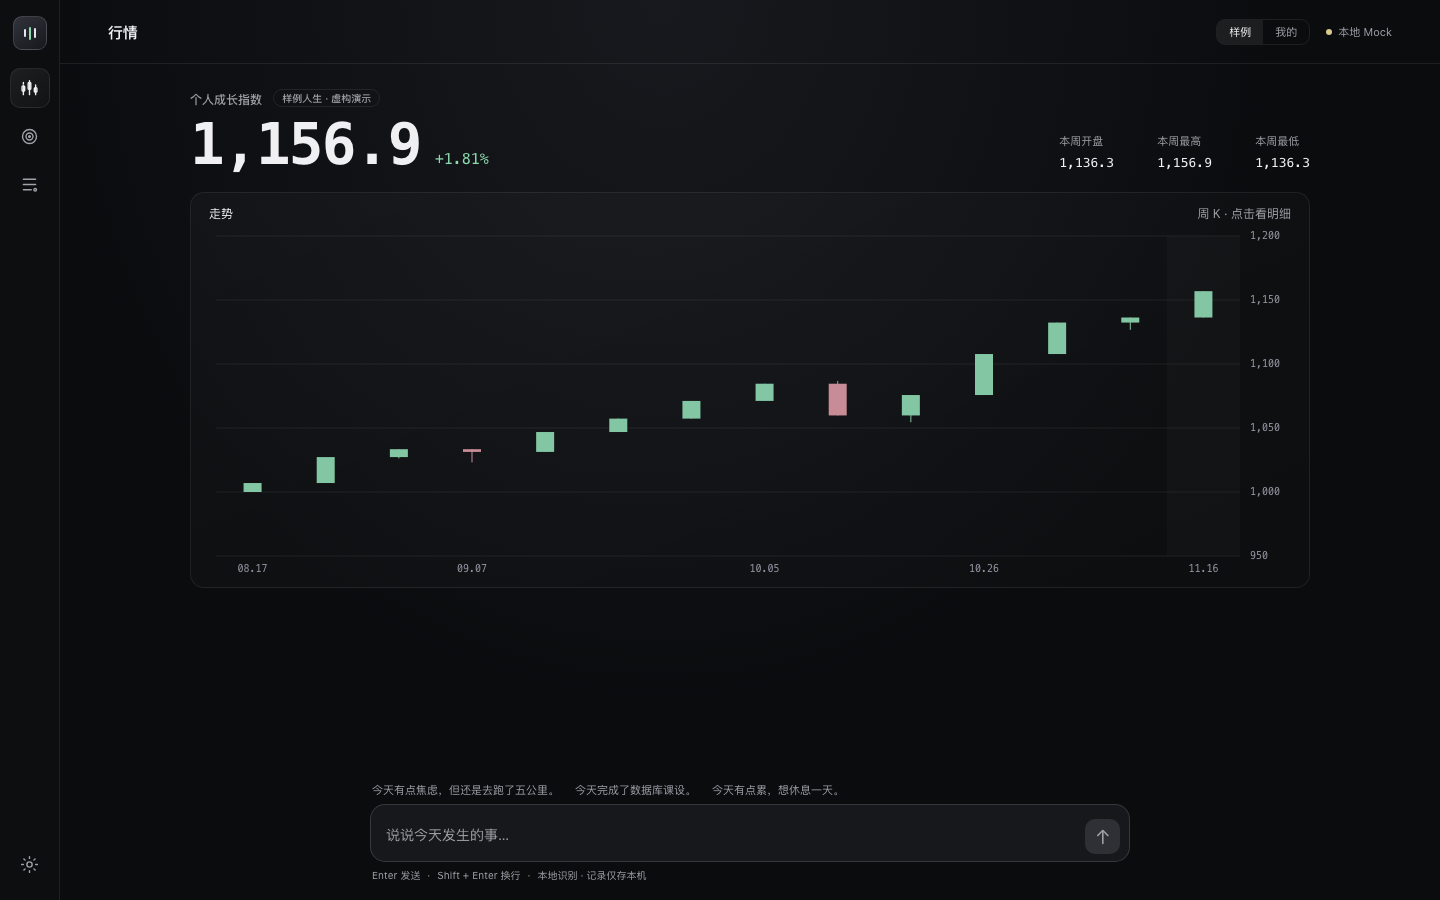 行情
样例 我的 本地 Mock
个人成长指数 样例人生 · 虚构演示
1,156.9 +1.81%
本周开盘 本周最高 本周最低
1,136.3 1,156.9 1,136.3
走势 周 K · 点击看明细
1,200
1,150
1,100
1,050
1,000
950
08.17 09.07 10.05 10.26 11.16
今天有点焦虑，但还是去跑了五公里。 今天完成了数据库课设。 今天有点累，想休息一天。
说说今天发生的事...
Enter 发送 · Shift + Enter 换行 · 本地识别 · 记录仅存本机